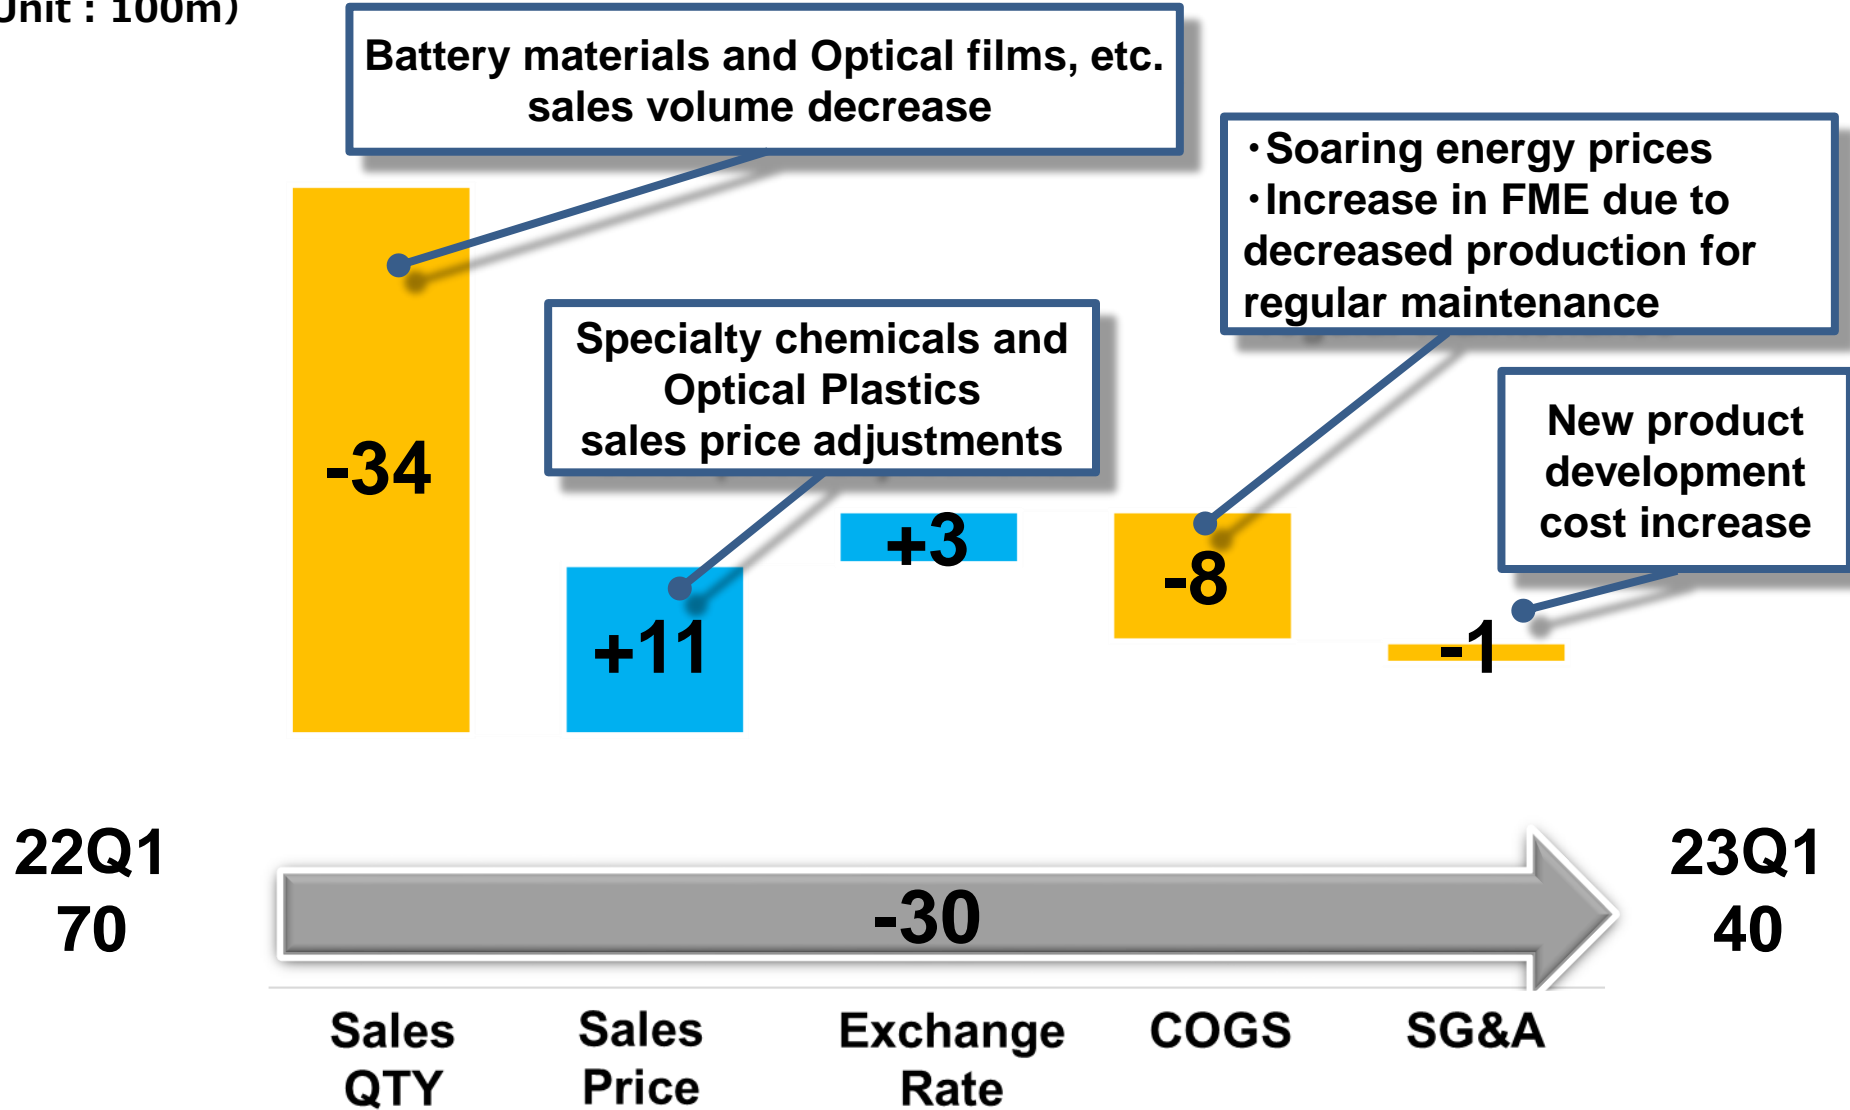 Unit : 100m)
Battery materials and Optical films, etc.
sales volume decrease
・Soaring energy prices
・Increase in FME due to
decreased production for
regular maintenance
Specialty chemicals and
Optical Plastics
sales price adjustments
New product
development
cost increase
-34
+11
+3
-8
-1
22Q1
70
-30
23Q1
40
Sales
QTY
Sales
Price
Exchange
Rate
COGS
SG&A